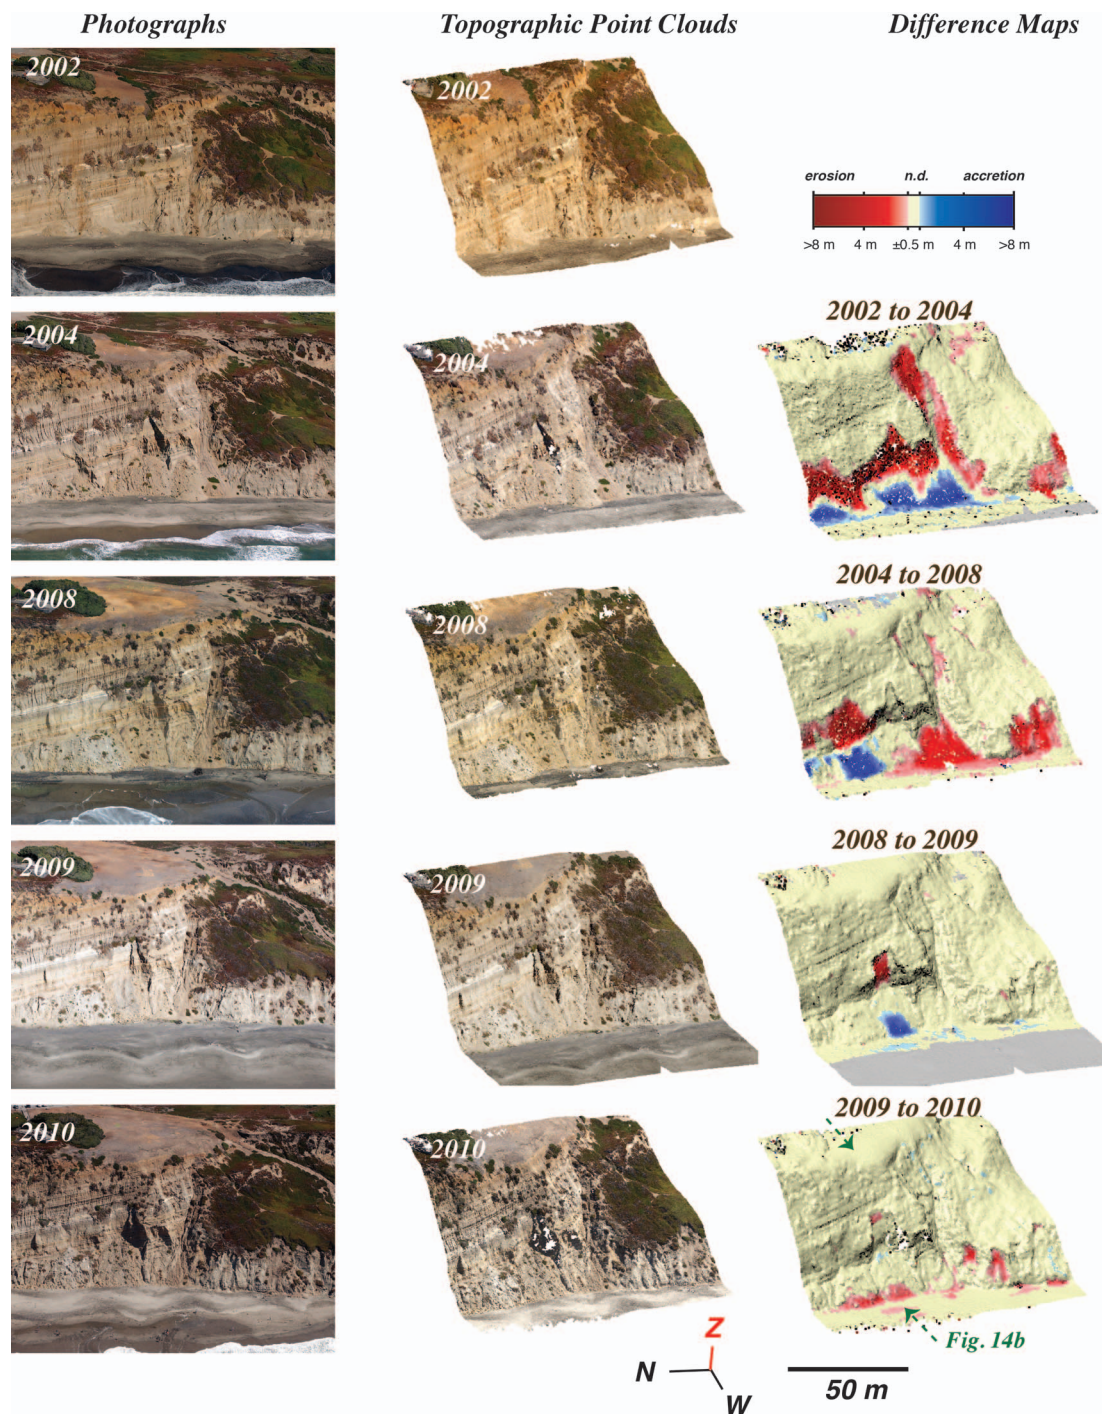 Photographs Topographic Point Clouds Difference Maps
2002 2002
erosion n.d. accretion
>8 m 4 m ±0.5 m 4 m >8 m
2004 2004 2002 to 2004
2008 2008 2004 to 2008
2009 2009 2008 to 2009
2010 2010 2009 to 2010
Fig. 14b
Z
N
W
50 m